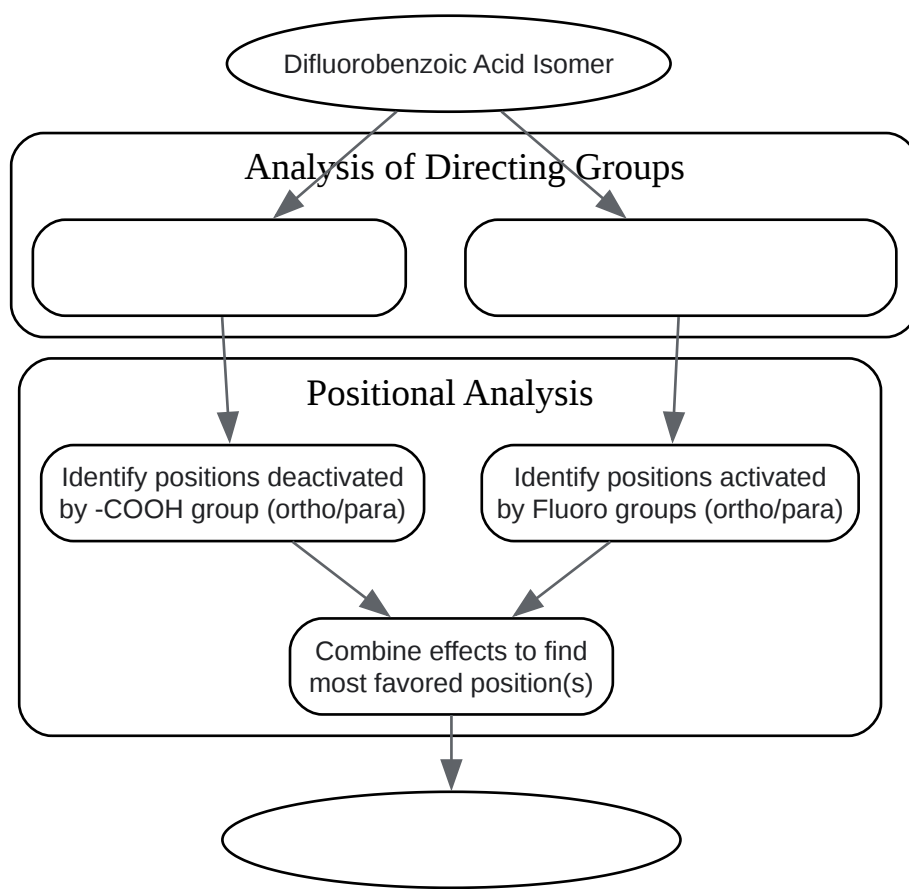 Difluorobenzoic Acid Isomer
Analysis of Directing Groups
Positional Analysis
Identify positions deactivated
by -COOH group (ortho/para)
Identify positions activated
by Fluoro groups (ortho/para)
Combine effects to find
most favored position(s)